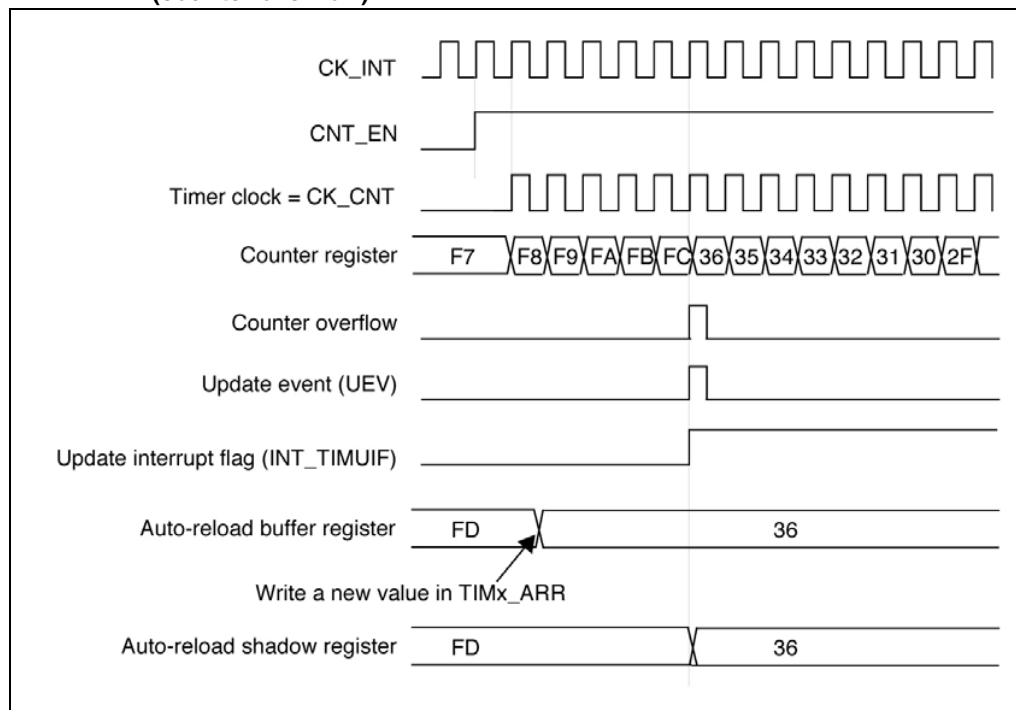 CK_INT
CNT_EN
Timer clock = CK_CNT
Counter register F7 F8 F9 FA FB FC 36 35 34 33 32 31 30 2F
Counter overflow
Update event (UEV)
Update interrupt flag (INT_TIMUIF)
Auto-reload buffer register FD 36
Write a new value in TIMx_ARR
Auto-reload shadow register FD 36